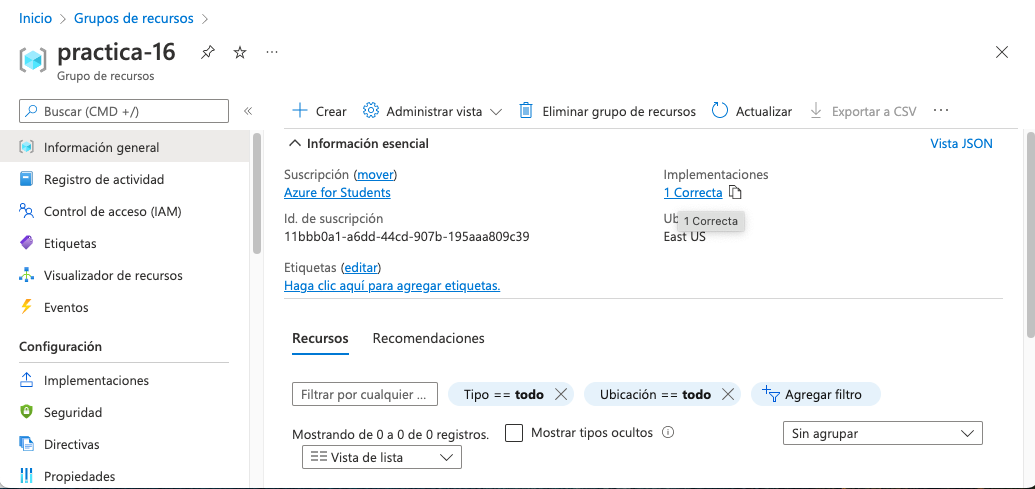 Inicio > Grupos de recursos >
practica-16
Grupo de recursos
Buscar (CMD +/)
Información general
Registro de actividad
Control de acceso (IAM)
Etiquetas
Visualizador de recursos
Eventos
Configuración
Implementaciones
Seguridad
Directivas
Propiedades
Crear Administrar vista Eliminar grupo de recursos Actualizar Exportar a CSV
Información esencial Vista JSON
Suscripción (mover)
Azure for Students
Id. de suscripción
11bbb0a1-a6dd-44cd-907b-195aaa809c39
Etiquetas (editar)
Haga clic aquí para agregar etiquetas.
Implementaciones
1 Correcta
1 Correcta
East US
Recursos Recomendaciones
Filtrar por cualquier ... Tipo == todo Ubicación == todo Agregar filtro
Mostrando de 0 a 0 de 0 registros. Mostrar tipos ocultos Sin agrupar
Vista de lista